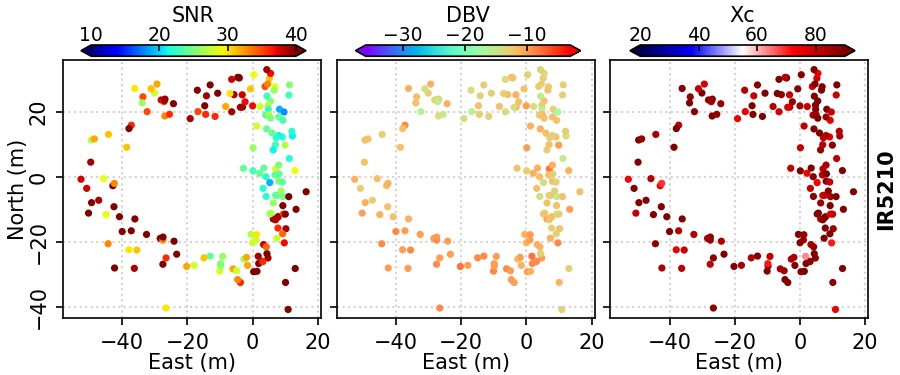 SNR DBV Xc
10 20 30 40 −30 −20 −10 20 40 60 80
North (m)
20
0
−20
−40
IR5210
−40 −20 0 20 −40 −20 0 20 −40 −20 0 20
East (m) East (m) East (m)